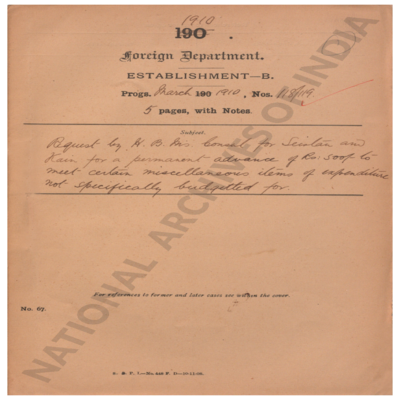 1910
190
Foreign Department.
ESTABLISHMENT—B.
Progs. March 190 1910, Nos. 118/119
5 pages, with Notes.
Subject.
Request by H. B. M's Consul for Seistan and
Kain for a permanent advance of Rs: 500/- to
meet certain miscellaneous items of expenditure
not specifically budgetted for.
For references to former and later cases see within the cover.
No. 67.
NATIONAL ARCHIVES OF INDIA